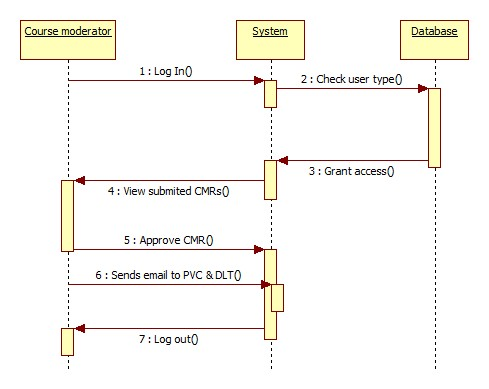 Course moderator
System
Database
1 : Log In()
2 : Check user type()
3 : Grant access()
4 : View submited CMRs()
5 : Approve CMR()
6 : Sends email to PVC & DLT()
7 : Log out()